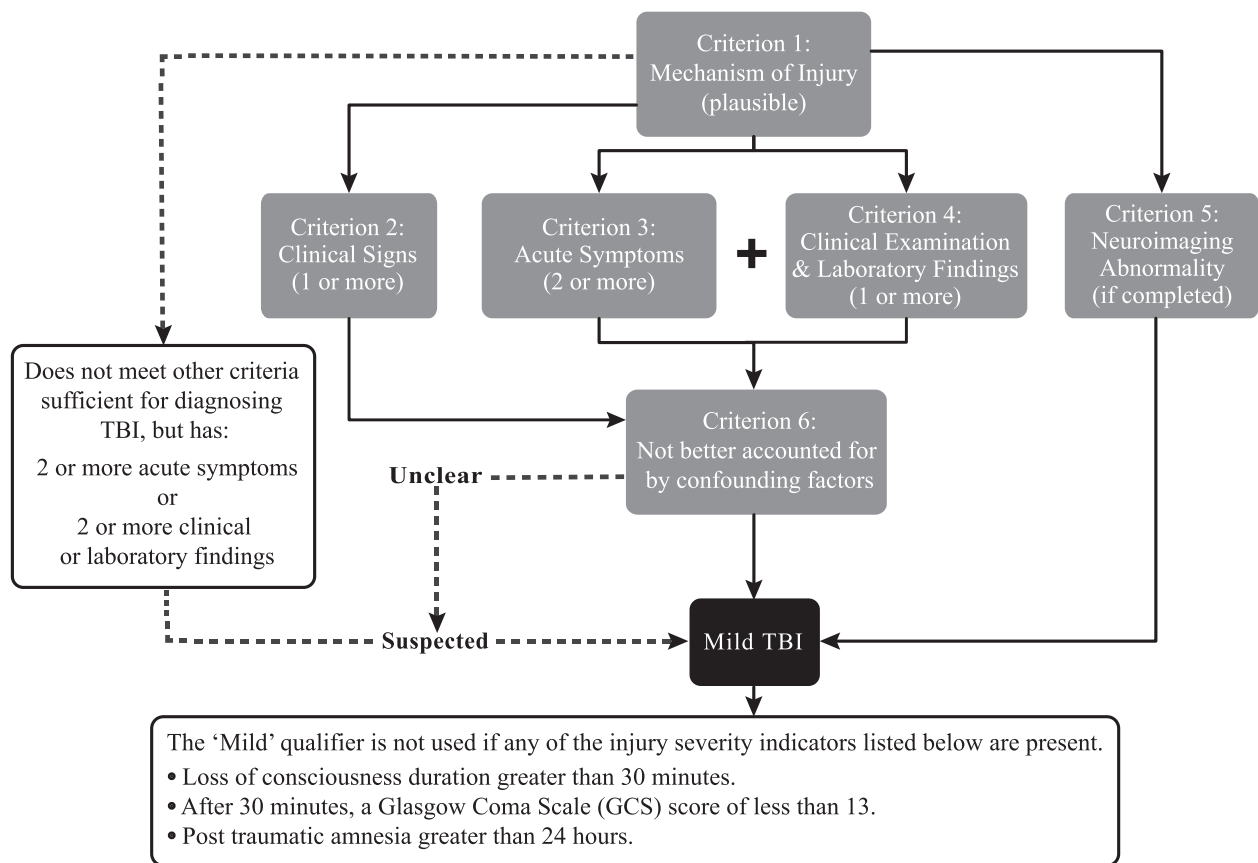 Criterion 1:
Mechanism of Injury
(plausible)
Criterion 2:
Clinical Signs
(1 or more)
Criterion 3:
Acute Symptoms
(2 or more)
+
Criterion 4:
Clinical Examination
& Laboratory Findings
(1 or more)
Criterion 5:
Neuroimaging
Abnormality
(if completed)
Does not meet other criteria
sufficient for diagnosing
TBI, but has:
2 or more acute symptoms
or
2 or more clinical
or laboratory findings
Criterion 6:
Not better accounted for
by confounding factors
Unclear
Suspected
Mild TBI
The ‘Mild’ qualifier is not used if any of the injury severity indicators listed below are present.
• Loss of consciousness duration greater than 30 minutes.
• After 30 minutes, a Glasgow Coma Scale (GCS) score of less than 13.
• Post traumatic amnesia greater than 24 hours.